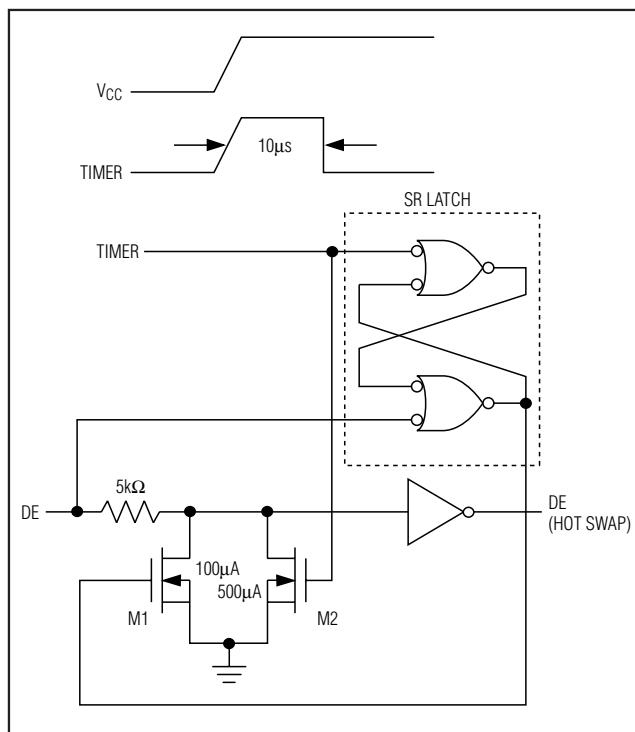 VCC
10μs
TIMER
SR LATCH
TIMER
5kΩ
DE
DE
(HOT SWAP)
100μA
500μA
M1
M2